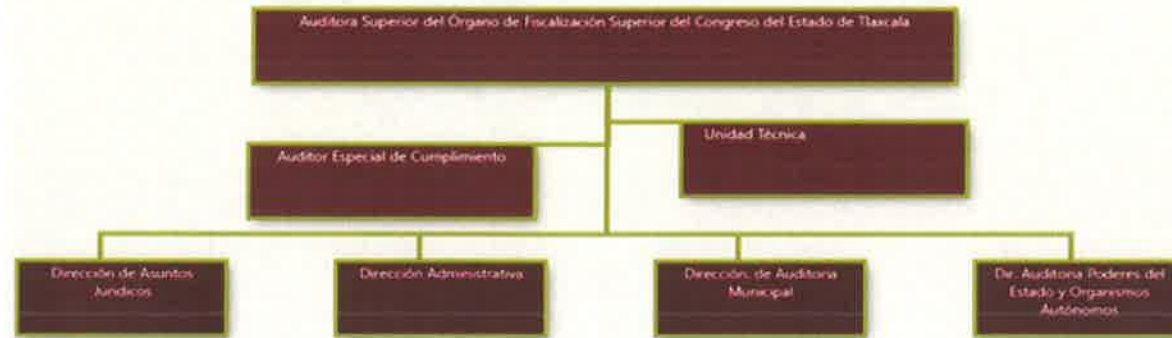 Auditora Superior del Órgano de Fiscalización Superior del Congreso del Estado de Tlaxcala
Unidad Técnica
Auditor Especial de Cumplimiento
Dirección de Asuntos
Jurídicos
Dirección Administrativa
Dirección. de Auditoria
Municipal
Dir. Auditoria Poderes del
Estado y Organismos
Autónomos